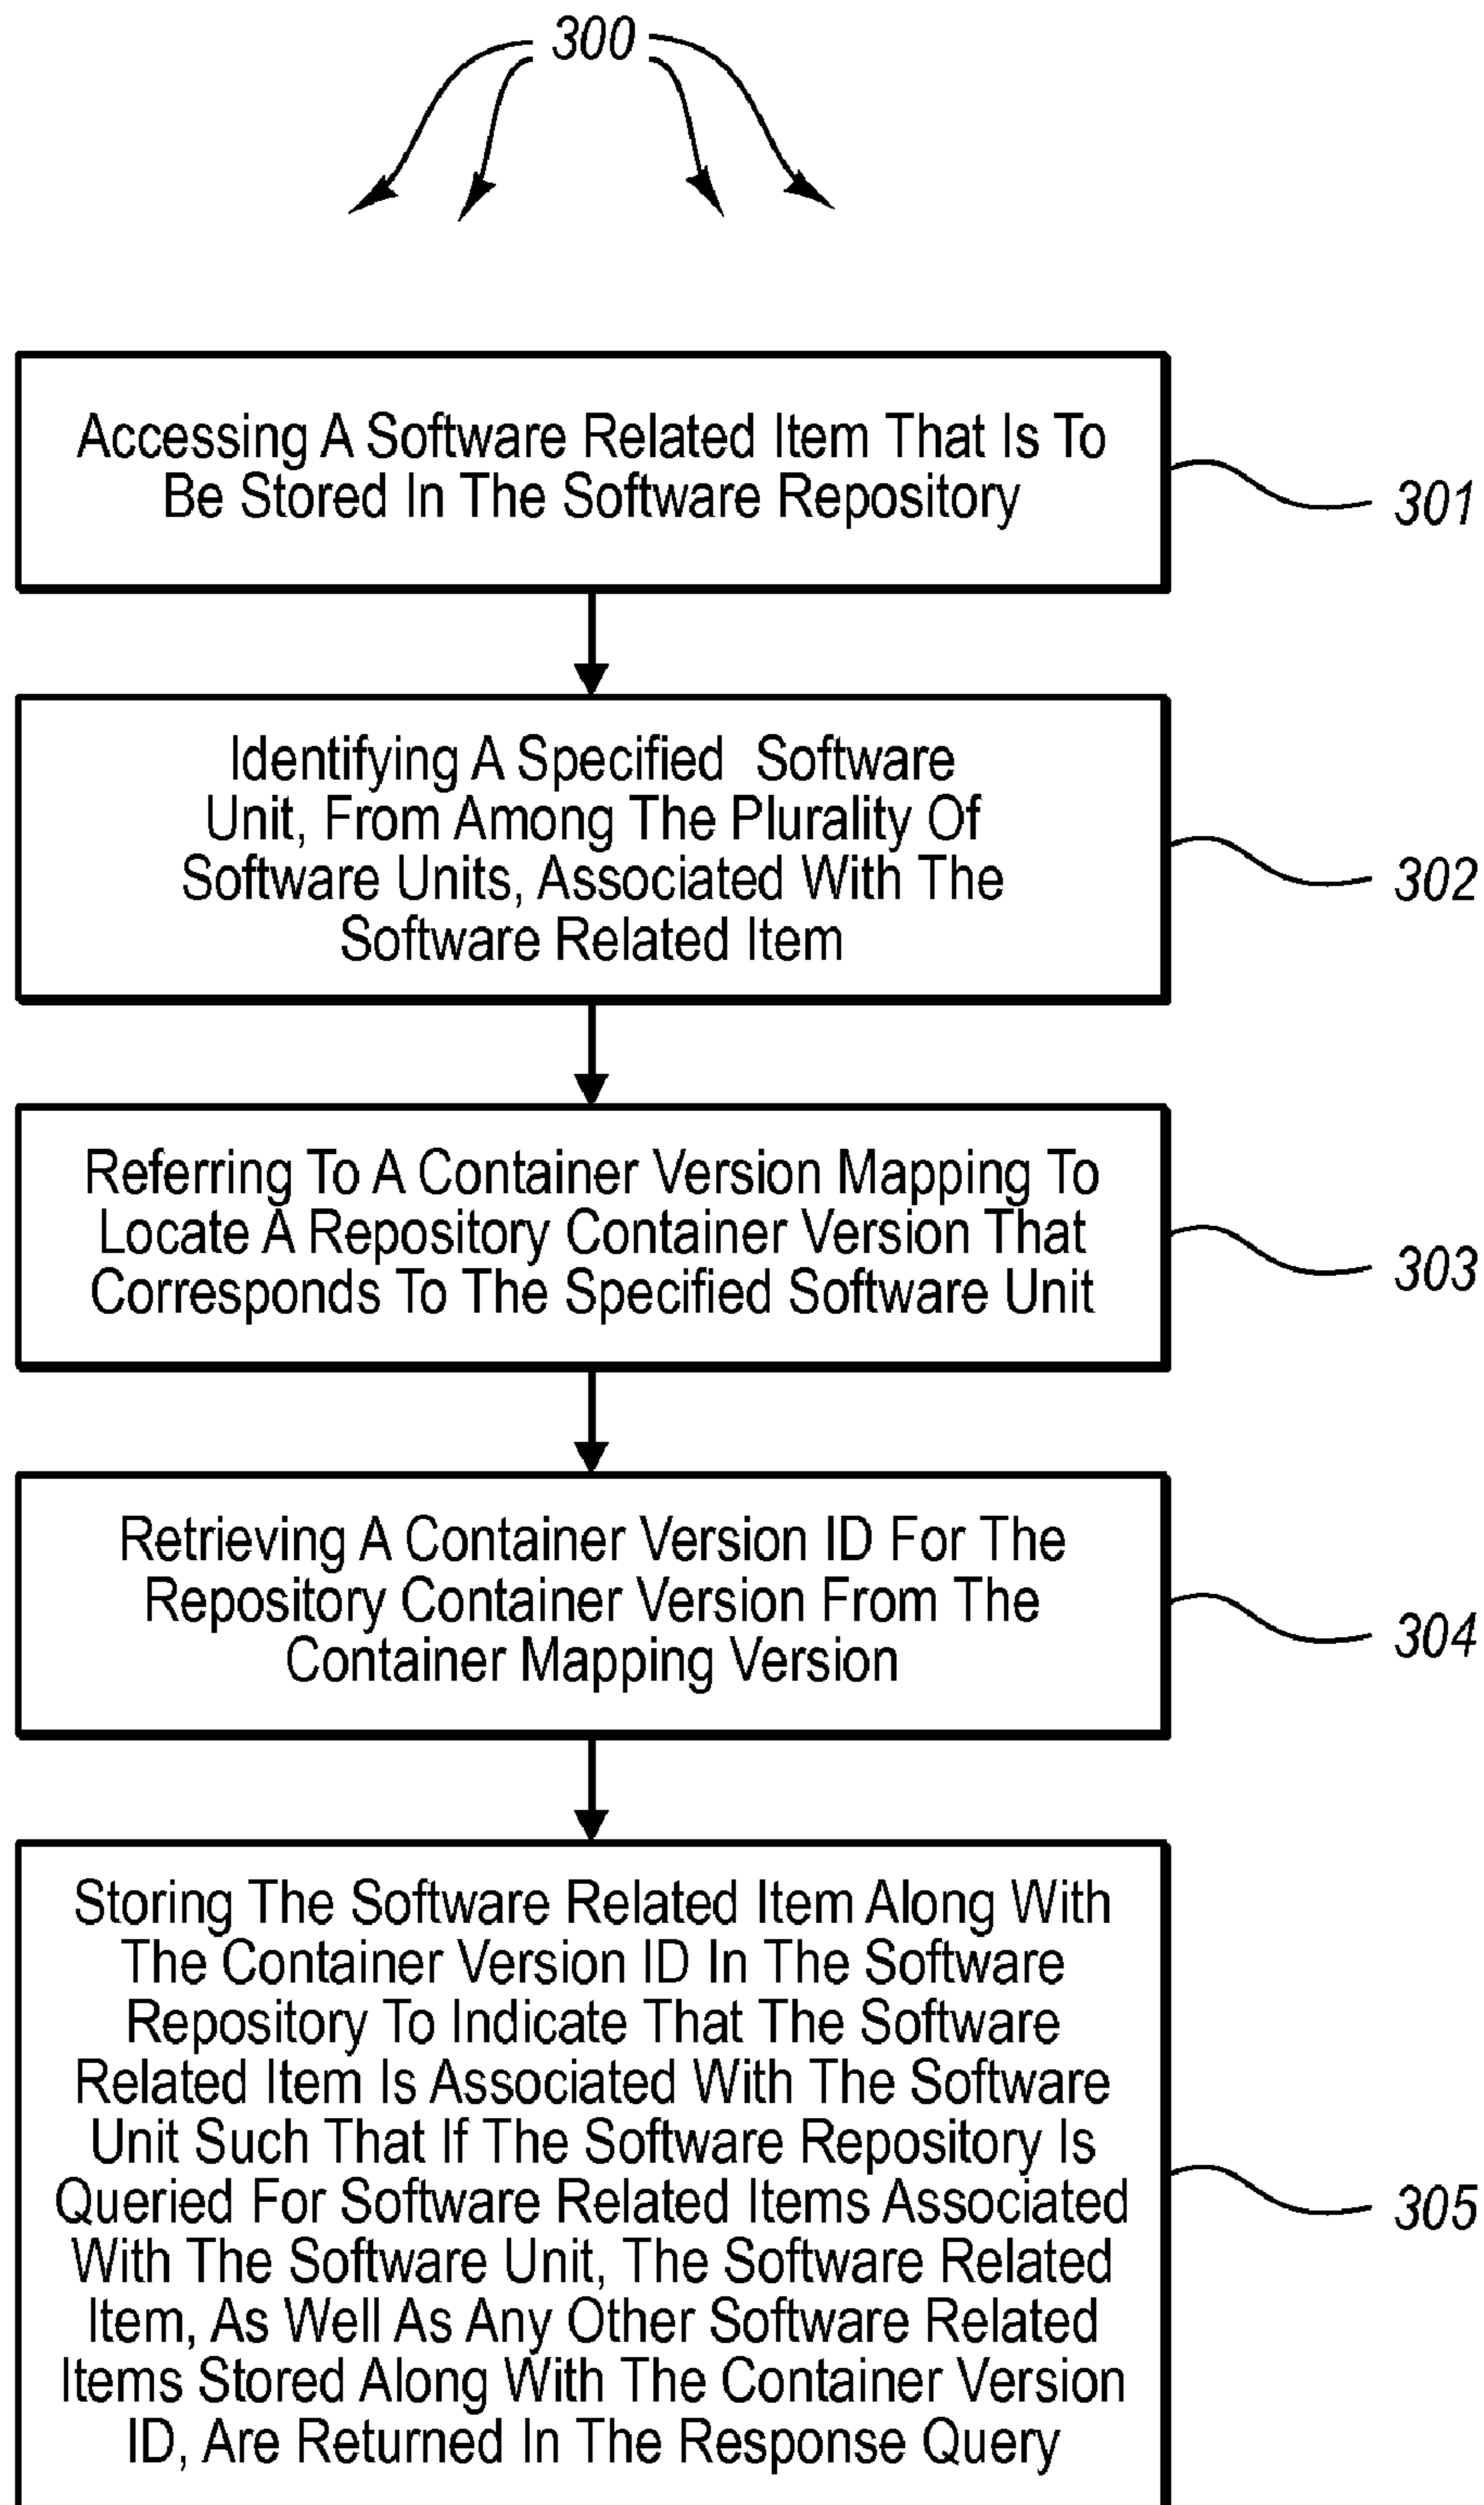 300
Accessing A Software Related Item That Is To
Be Stored In The Software Repository
301
Identifying A Specified Software
Unit, From Among The Plurality Of
Software Units, Associated With The
Software Related Item
302
Referring To A Container Version Mapping To
Locate A Repository Container Version That
Corresponds To The Specified Software Unit
303
Retrieving A Container Version ID For The
Repository Container Version From The
Container Mapping Version
304
Storing The Software Related Item Along With
The Container Version ID In The Software
Repository To Indicate That The Software
Related Item Is Associated With The Software
Unit Such That If The Software Repository Is
Queried For Software Related Items Associated
With The Software Unit, The Software Related
Item, As Well As Any Other Software Related
Items Stored Along With The Container Version
ID, Are Returned In The Response Query
305